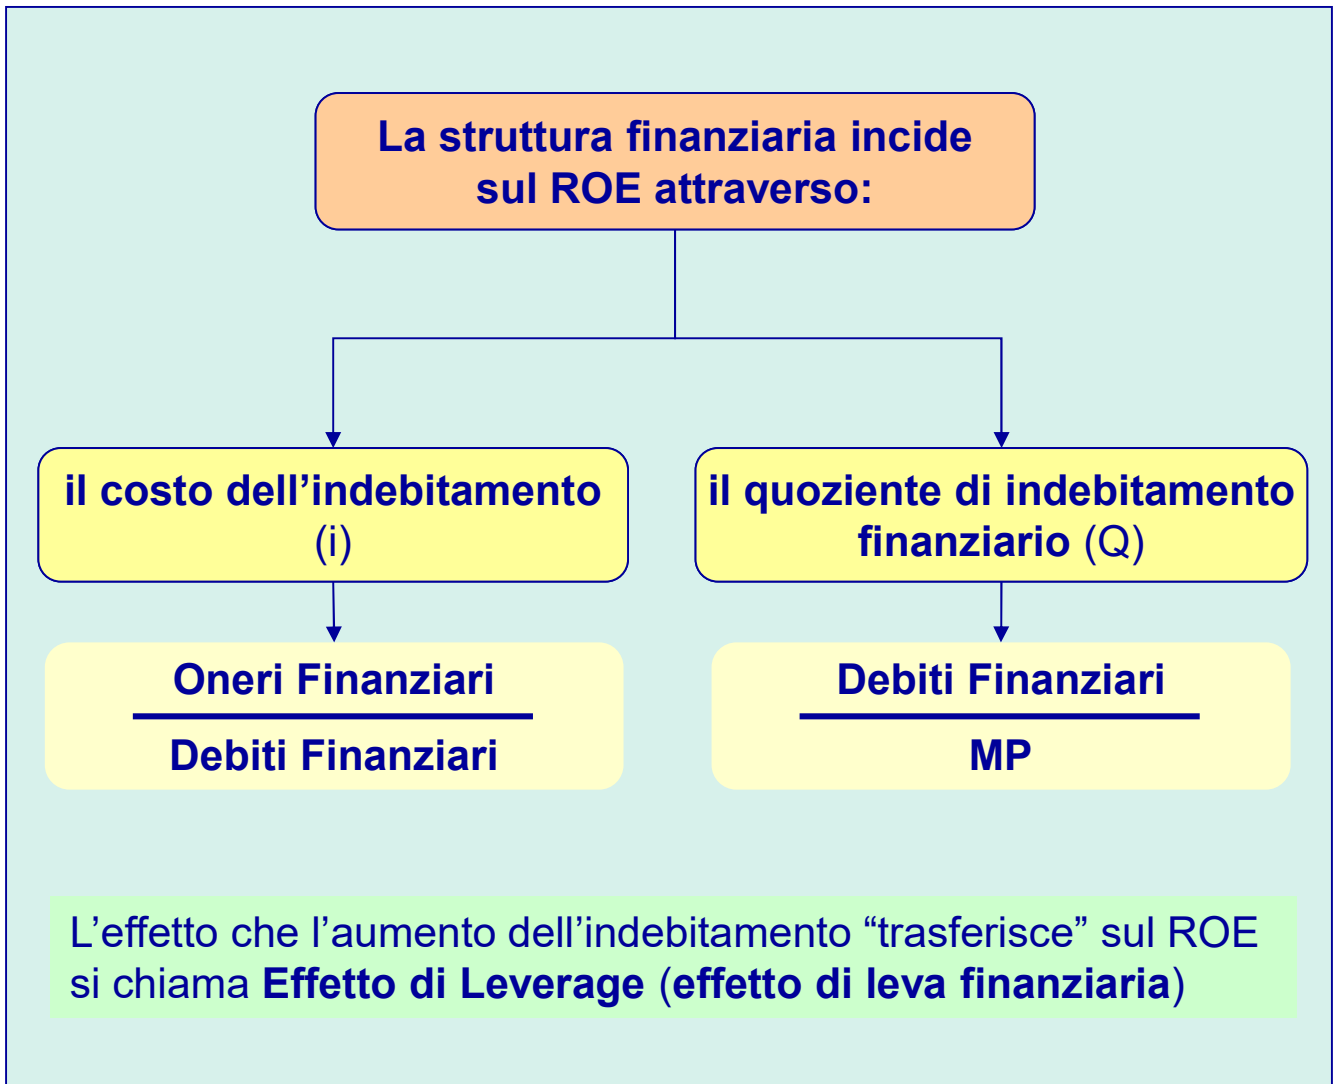 La struttura finanziaria incide
sul ROE attraverso:
il costo dell’indebitamento
(i)
il quoziente di indebitamento
finanziario (Q)
Oneri Finanziari
Debiti Finanziari
Debiti Finanziari
MP
L’effetto che l’aumento dell’indebitamento “trasferisce” sul ROE
si chiama Effetto di Leverage (effetto di leva finanziaria)